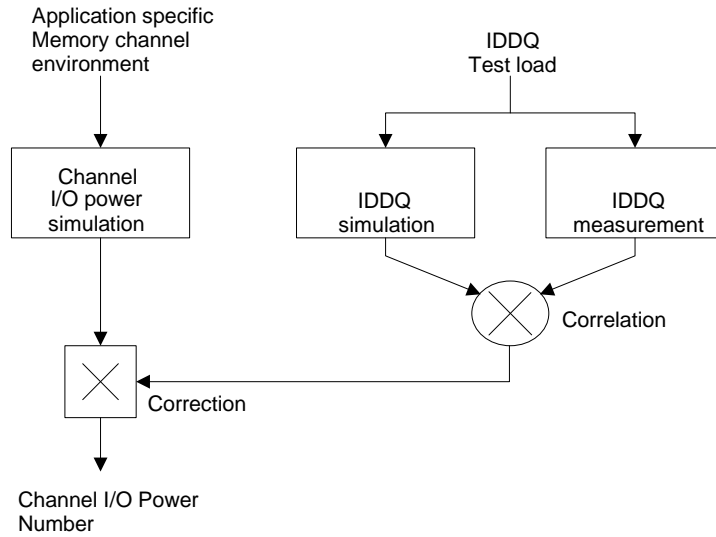 Application specific
Memory channel
environment
IDDQ
Test load
Channel
I/O power
simulation
IDDQ
simulation
IDDQ
measurement
Correlation
Correction
Channel I/O Power
Number